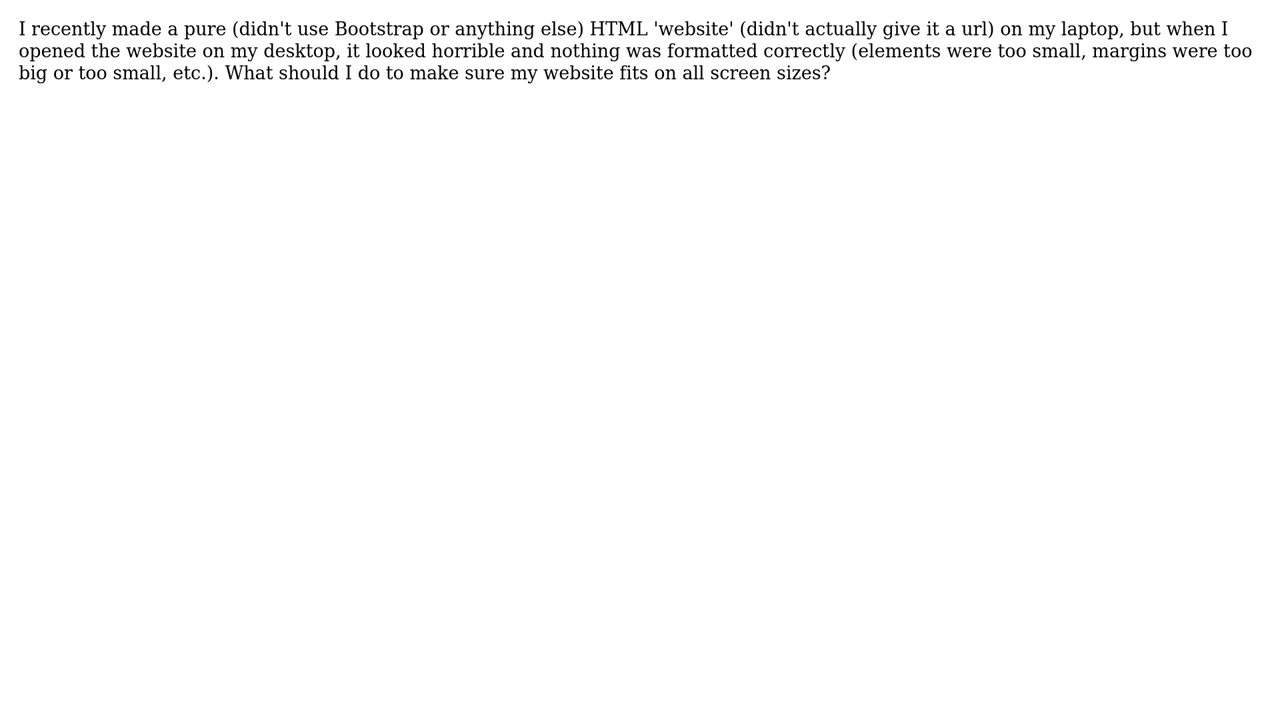 I recently made a pure (didn't use Bootstrap or anything else) HTML 'website' (didn't actually give it a url) on my laptop, but when I
opened the website on my desktop, it looked horrible and nothing was formatted correctly (elements were too small, margins were too
big or too small, etc.). What should I do to make sure my website fits on all screen sizes?